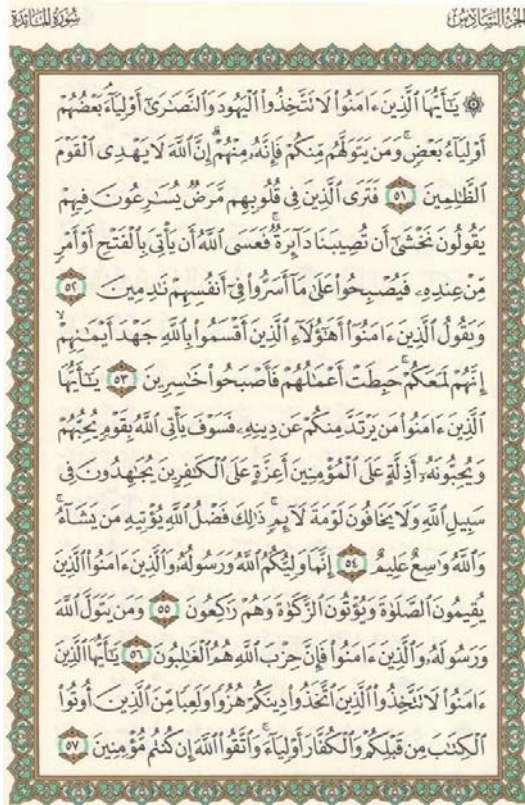 الجزء السادس
سورة المائدة
۞ يَٰٓأَيُّهَا ٱلَّذِينَ ءَامَنُوا۟ لَا تَتَّخِذُوا۟ ٱلْيَهُودَ وَٱلنَّصَٰرَىٰٓ أَوْلِيَآءَ ۘ بَعْضُهُمْ
أَوْلِيَآءُ بَعْضٍ ۚ وَمَن يَتَوَلَّهُم مِّنكُمْ فَإِنَّهُۥ مِنْهُمْ ۗ إِنَّ ٱللَّهَ لَا يَهْدِى ٱلْقَوْمَ
ٱلظَّٰلِمِينَ ٥١ فَتَرَى ٱلَّذِينَ فِى قُلُوبِهِم مَّرَضٌ يُسَٰرِعُونَ فِيهِمْ
يَقُولُونَ نَخْشَىٰٓ أَن تُصِيبَنَا دَآئِرَةٌ ۚ فَعَسَى ٱللَّهُ أَن يَأْتِىَ بِٱلْفَتْحِ أَوْ أَمْرٍ
مِّنْ عِندِهِۦ فَيُصْبِحُوا۟ عَلَىٰ مَآ أَسَرُّوا۟ فِىٓ أَنفُسِهِمْ نَٰدِمِينَ ٥٢
وَيَقُولُ ٱلَّذِينَ ءَامَنُوٓا۟ أَهَٰٓؤُلَآءِ ٱلَّذِينَ أَقْسَمُوا۟ بِٱللَّهِ جَهْدَ أَيْمَٰنِهِمْ ۙ
إِنَّهُمْ لَمَعَكُمْ ۚ حَبِطَتْ أَعْمَٰلُهُمْ فَأَصْبَحُوا۟ خَٰسِرِينَ ٥٣ يَٰٓأَيُّهَا
ٱلَّذِينَ ءَامَنُوا۟ مَن يَرْتَدَّ مِنكُمْ عَن دِينِهِۦ فَسَوْفَ يَأْتِى ٱللَّهُ بِقَوْمٍ يُحِبُّهُمْ
وَيُحِبُّونَهُۥٓ أَذِلَّةٍ عَلَى ٱلْمُؤْمِنِينَ أَعِزَّةٍ عَلَى ٱلْكَٰفِرِينَ يُجَٰهِدُونَ فِى
سَبِيلِ ٱللَّهِ وَلَا يَخَافُونَ لَوْمَةَ لَآئِمٍ ۚ ذَٰلِكَ فَضْلُ ٱللَّهِ يُؤْتِيهِ مَن يَشَآءُ ۚ
وَٱللَّهُ وَٰسِعٌ عَلِيمٌ ٥٤ إِنَّمَا وَلِيُّكُمُ ٱللَّهُ وَرَسُولُهُۥ وَٱلَّذِينَ ءَامَنُوا۟ ٱلَّذِينَ
يُقِيمُونَ ٱلصَّلَوٰةَ وَيُؤْتُونَ ٱلزَّكَوٰةَ وَهُمْ رَٰكِعُونَ ٥٥ وَمَن يَتَوَلَّ ٱللَّهَ
وَرَسُولَهُۥ وَٱلَّذِينَ ءَامَنُوا۟ فَإِنَّ حِزْبَ ٱللَّهِ هُمُ ٱلْغَٰلِبُونَ ٥٦ يَٰٓأَيُّهَا ٱلَّذِينَ
ءَامَنُوا۟ لَا تَتَّخِذُوا۟ ٱلَّذِينَ ٱتَّخَذُوا۟ دِينَكُمْ هُزُوًا وَلَعِبًا مِّنَ ٱلَّذِينَ أُوتُوا۟
ٱلْكِتَٰبَ مِن قَبْلِكُمْ وَٱلْكُفَّارَ أَوْلِيَآءَ ۚ وَٱتَّقُوا۟ ٱللَّهَ إِن كُنتُم مُّؤْمِنِينَ ٥٧